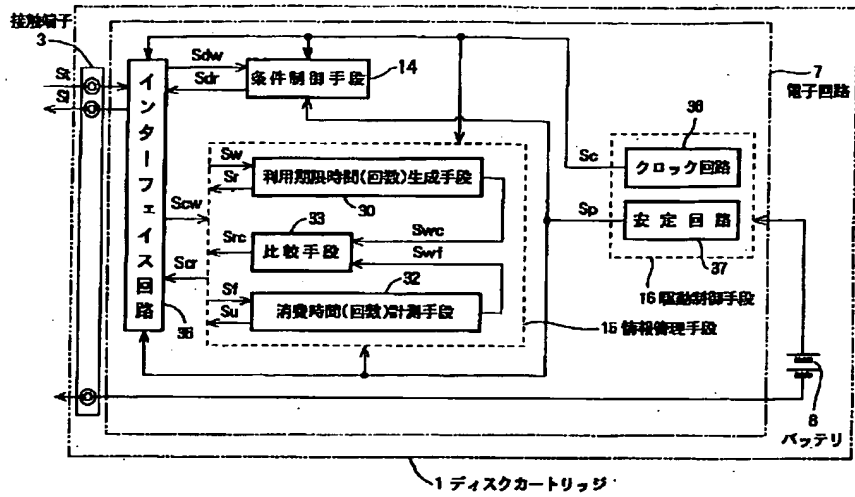 接触端子
3
S1
S2
インターフェイス回路
36
Sdw
Sdr
条件制御手段
14
7
電子回路
38
クロック回路
Sc
安定回路
Sp
37
16 駆動制御手段
Sw
Sr
利用期限時間(回数)生成手段
30
Scw
33
Swc
Src
比較手段
Swf
Scr
32
Sf
Su
消費時間(回数)計測手段
15 情報管理手段
8
バッテリ
1 ディスクカートリッジ